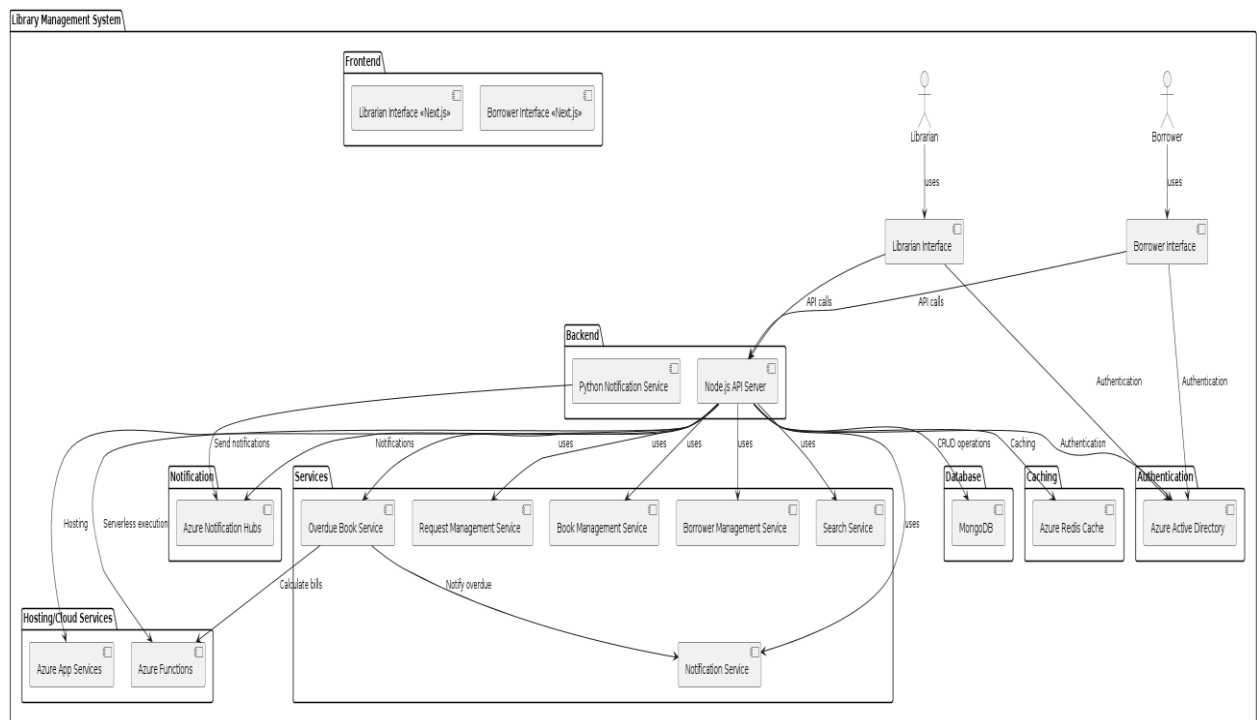 Library Management System
Frontend
Librarian Interface «Next.js»
Borrower Interface «Next.js»
Librarian
Borrower
uses
uses
Librarian Interface
Borrower Interface
API calls
API calls
Backend
Python Notification Service
Node.js API Server
Authentication
Authentication
Send notifications
Notifications
uses
uses
uses
uses
uses
CRUD operations
Caching
Authentication
Notification
Services
Database
Caching
Authentication
Azure Notification Hubs
Overdue Book Service
Request Management Service
Book Management Service
Borrower Management Service
Search Service
MongoDB
Azure Redis Cache
Azure Active Directory
Hosting
Serverless execution
uses
Calculate bills
Notify overdue
Hosting/Cloud Services
Azure App Services
Azure Functions
Notification Service